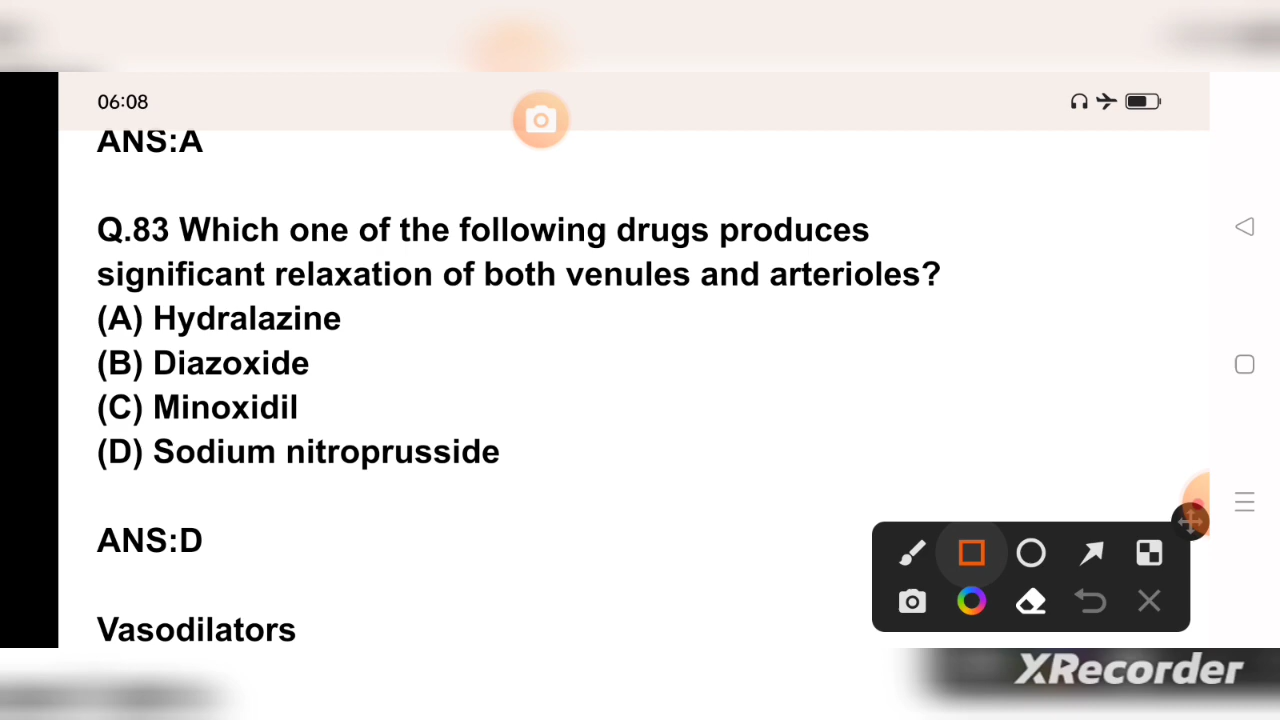 06:08
ANS:A
Q.83 Which one of the following drugs produces
significant relaxation of both venules and arterioles?
(A) Hydralazine
(B) Diazoxide
(C) Minoxidil
(D) Sodium nitroprusside
ANS:D
Vasodilators
XRecorder